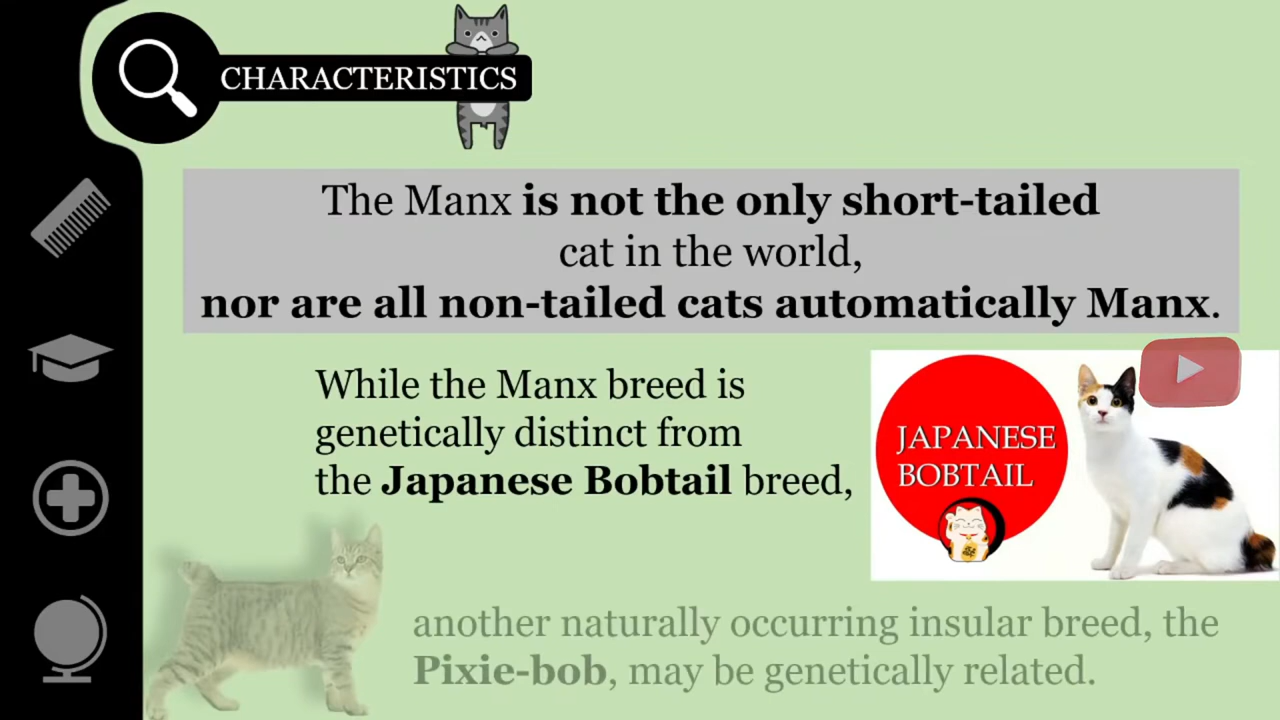 CHARACTERISTICS
The Manx is not the only short-tailed
cat in the world,
nor are all non-tailed cats automatically Manx.
While the Manx breed is
genetically distinct from
the Japanese Bobtail breed,
JAPANESE
BOBTAIL
another naturally occurring insular breed, the
Pixie-bob, may be genetically related.